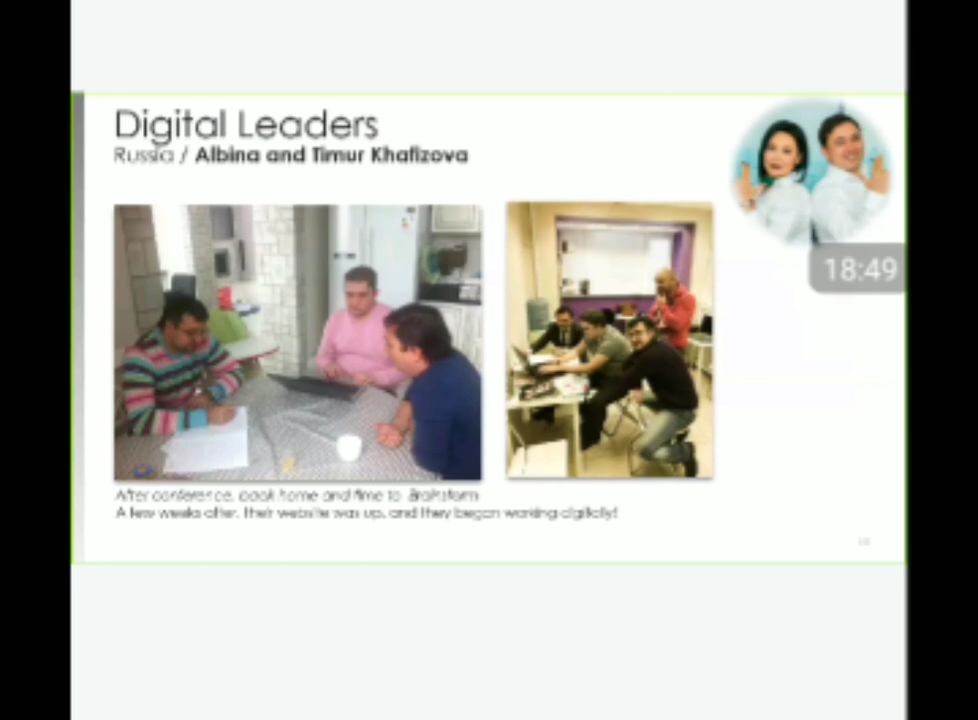 Digital Leaders
Russia / Albina and Timur Khafizova
18:49
After conference, back home and time to Brainstorm
A few weeks after, their website was up, and they began working digitally!